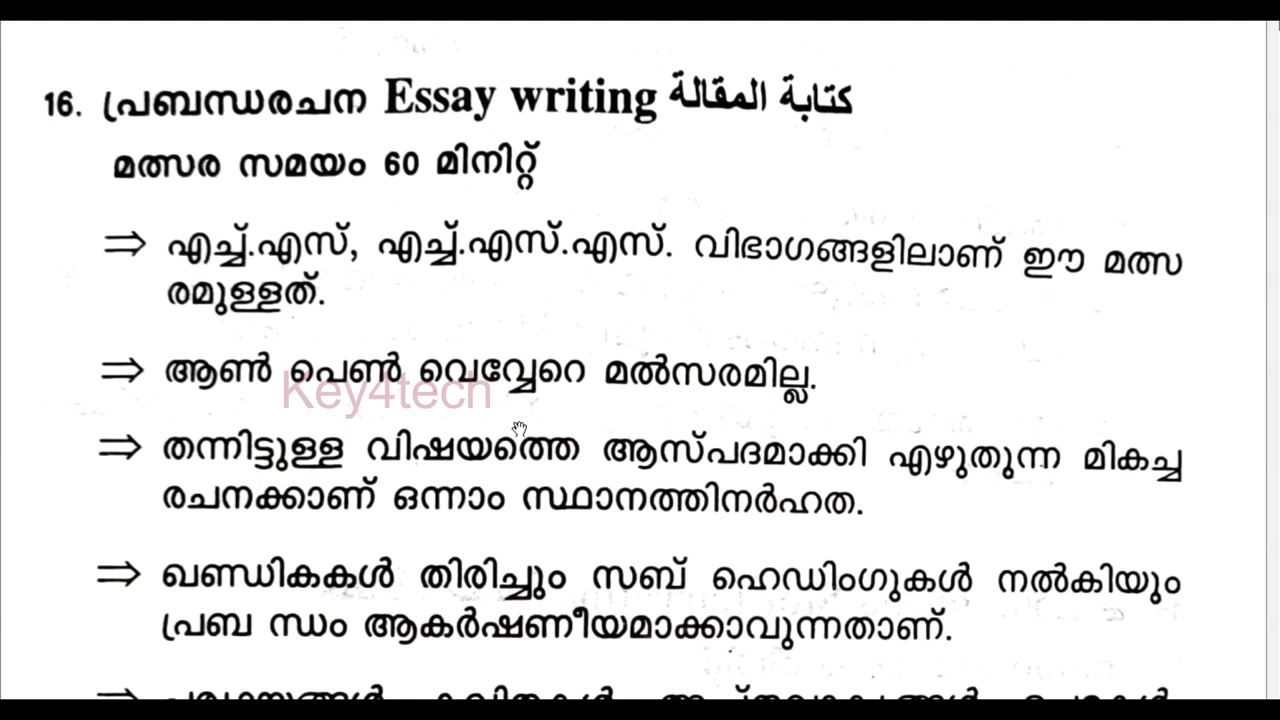 16. പ്രബന്ധരചന Essay writing كتابة المقالة
മത്സര സമയം 60 മിനിറ്റ്
⇒ എച്ച്.എസ്, എച്ച്.എസ്.എസ്. വിഭാഗങ്ങളിലാണ് ഈ മത്സ
രമുള്ളത്.
⇒ ആൺ പെൺ വെവ്വേറെ മൽസരമില്ല.
Key4tech
⇒ തന്നിട്ടുള്ള വിഷയത്തെ ആസ്പദമാക്കി എഴുതുന്ന മികച്ച
രചനക്കാണ് ഒന്നാം സ്ഥാനത്തിനർഹത.
⇒ ഖണ്ഡികകൾ തിരിച്ചും സബ് ഹെഡിംഗുകൾ നൽകിയും
പ്രബ ന്ധം ആകർഷണീയമാക്കാവുന്നതാണ്.